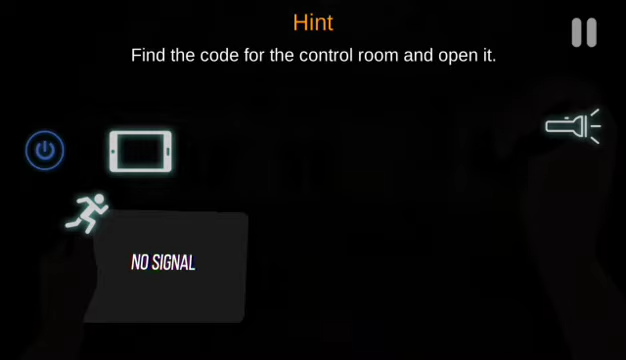 Hint
Find the code for the control room and open it.
NO SIGNAL